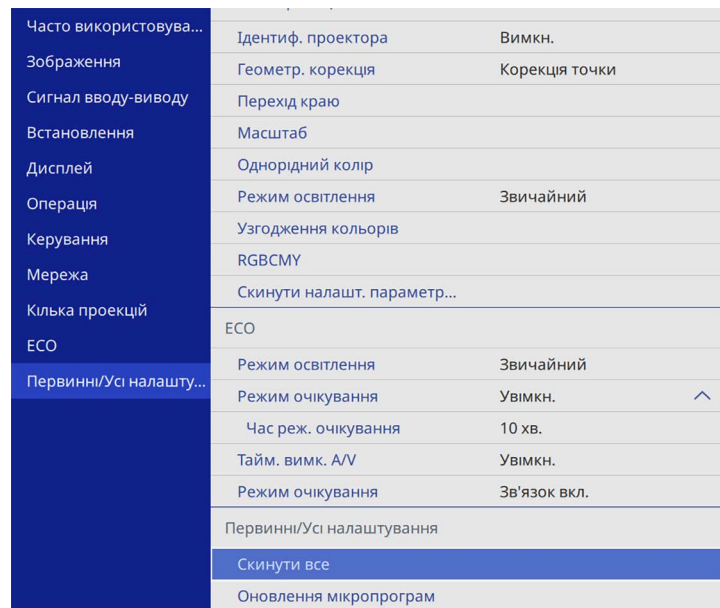 Часто використовува...
Зображення
Сигнал вводу-виводу
Встановлення
Дисплей
Операція
Керування
Мережа
Кілька проекцій
ECO
Первинні/Усі налашту...
Ідентиф. проектора Вимкн.
Геометр. корекція Корекція точки
Перехід краю
Масштаб
Однорідний колір
Режим освітлення Звичайний
Узгодження кольорів
RGBCMY
Скинути налашт. параметр...
ECO
Режим освітлення Звичайний
Режим очікування Увімкн.
Час реж. очікування 10 хв.
Тайм. вимк. A/V Увімкн.
Режим очікування Зв'язок вкл.
Первинні/Усі налаштування
Скинути все
Оновлення мікропрограм